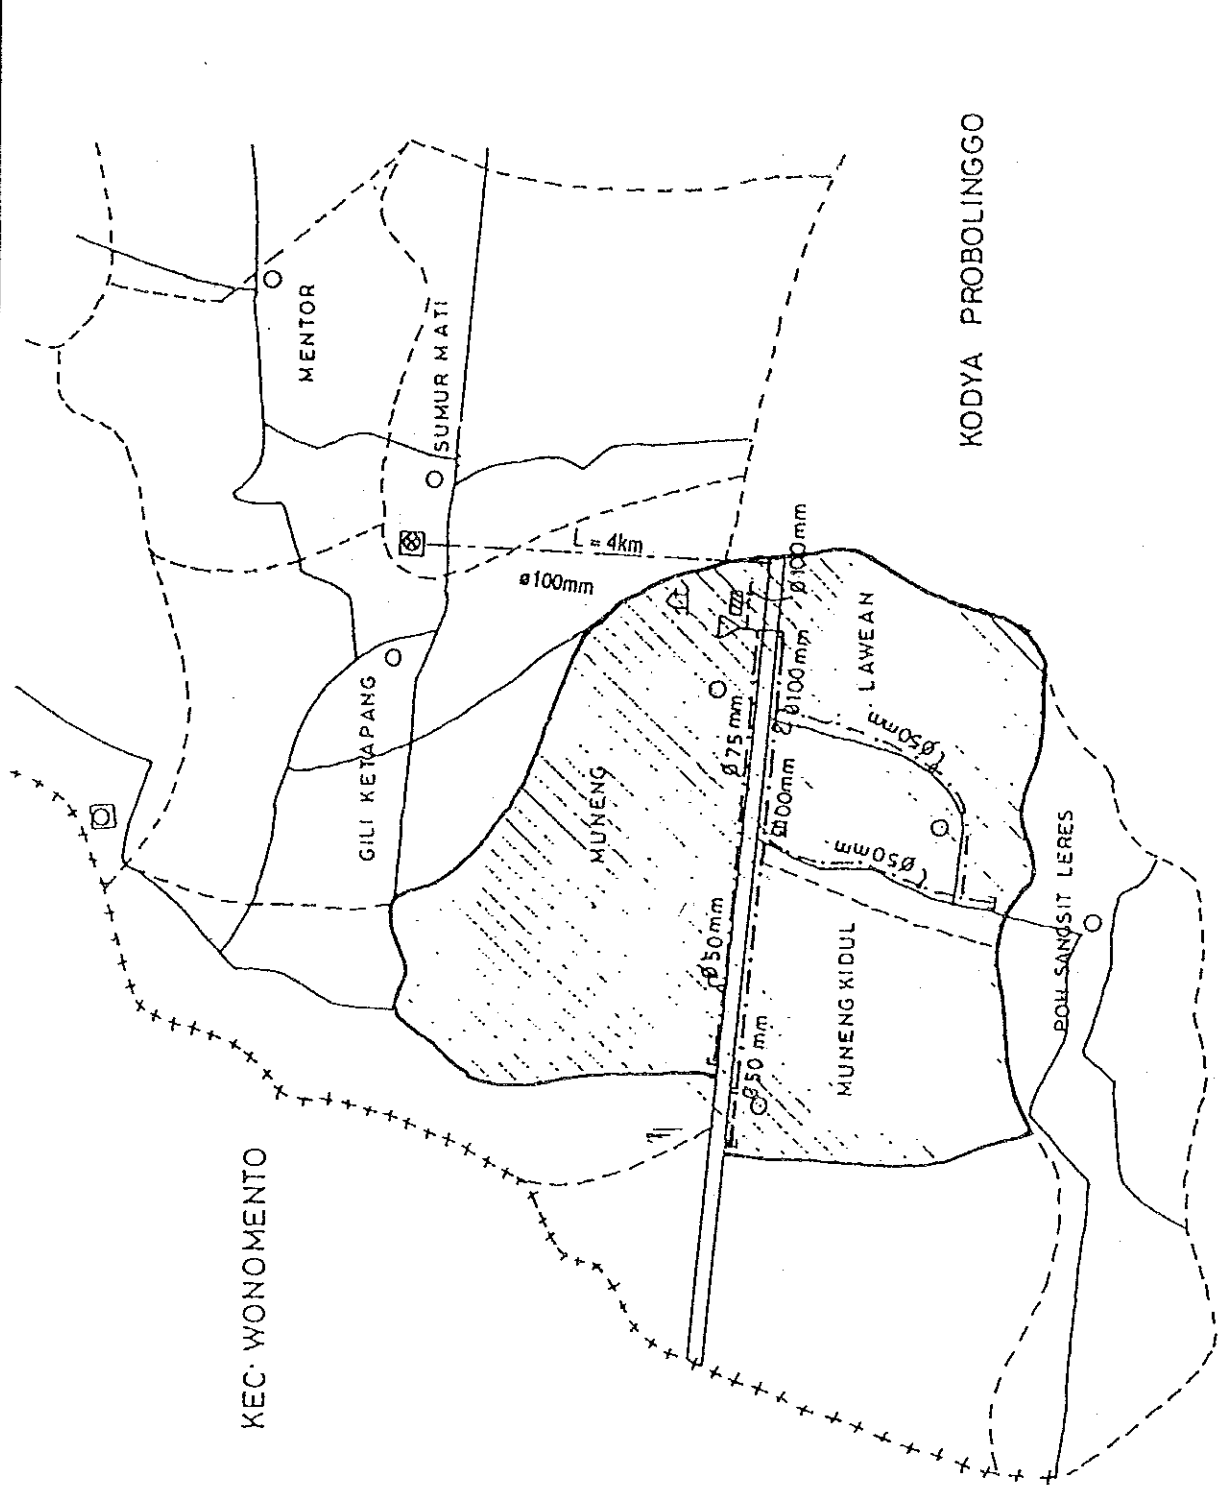 KEC. WONOMENTO
KODYA PROBOLINGGO
MENTOR
SUMUR MATI
GILI KETAPANG
L = 4km
ø100mm
MUNENG
LAWEAN
MUNENG KIDUL
POH SANGSIT LERES
Ø100mm
Ø100mm
Ø100mm
Ø75mm
Ø50mm
Ø50mm
Ø50mm
Ø50 mm